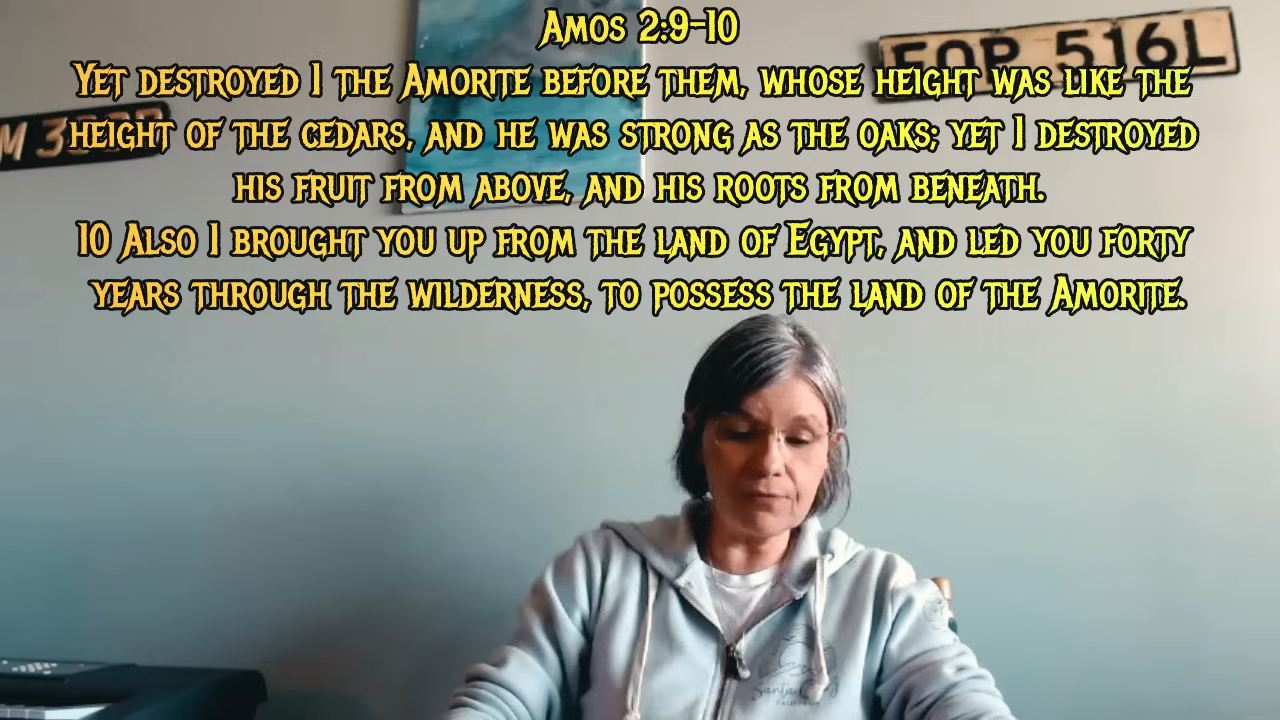 Amos 2:9-10
Yet destroyed I the Amorite before them, whose height was like the
height of the cedars, and he was strong as the oaks; yet I destroyed
his fruit from above, and his roots from beneath.
10 Also I brought you up from the land of Egypt, and led you forty
years through the wilderness, to possess the land of the Amorite.
516L
Santa